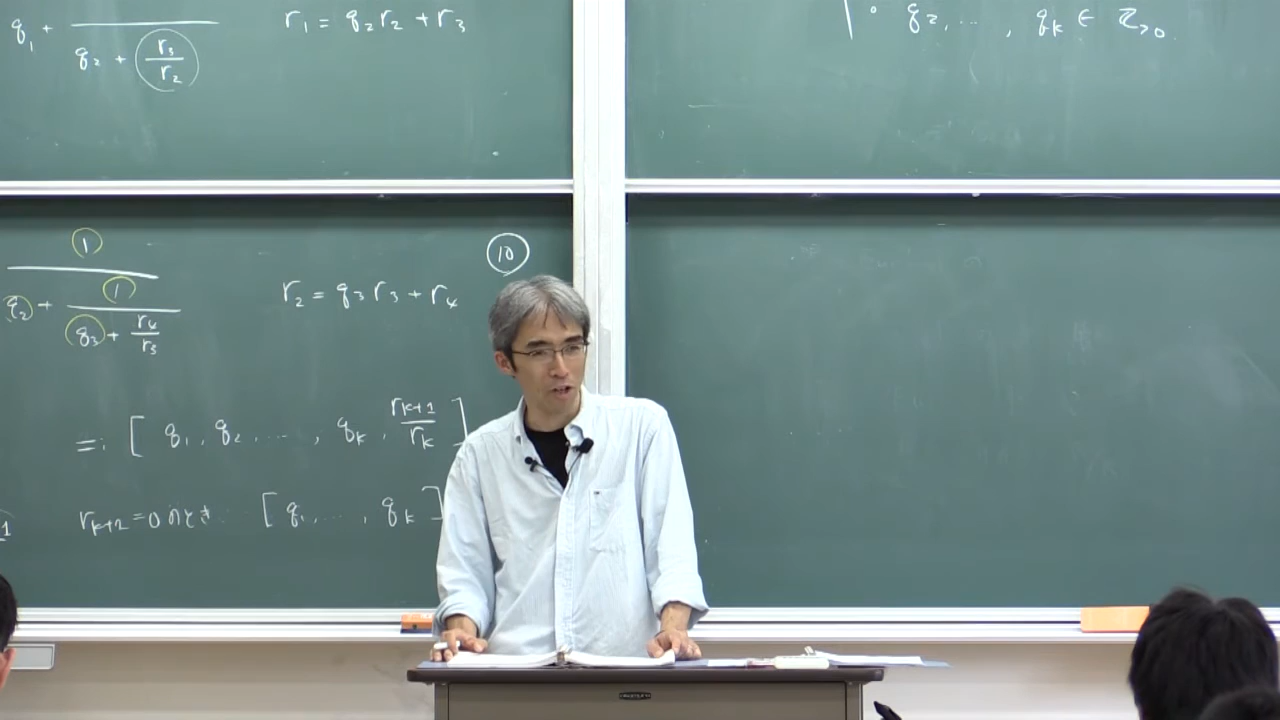 q₁ + ───
q₂ + r₃/r₂
r₁ = q₂r₂ + r₃
° q₂, …, qₖ ∈ ℤ>0.
⑩
①
q₂ + ①
q₃ + r₄/r₃
r₂ = q₃r₃ + r₄
=: [ q₁, q₂, …, qₖ, rₖ₊₁/rₖ ]
rₖ₊₂=0のとき [ q₁, …, qₖ ]
1